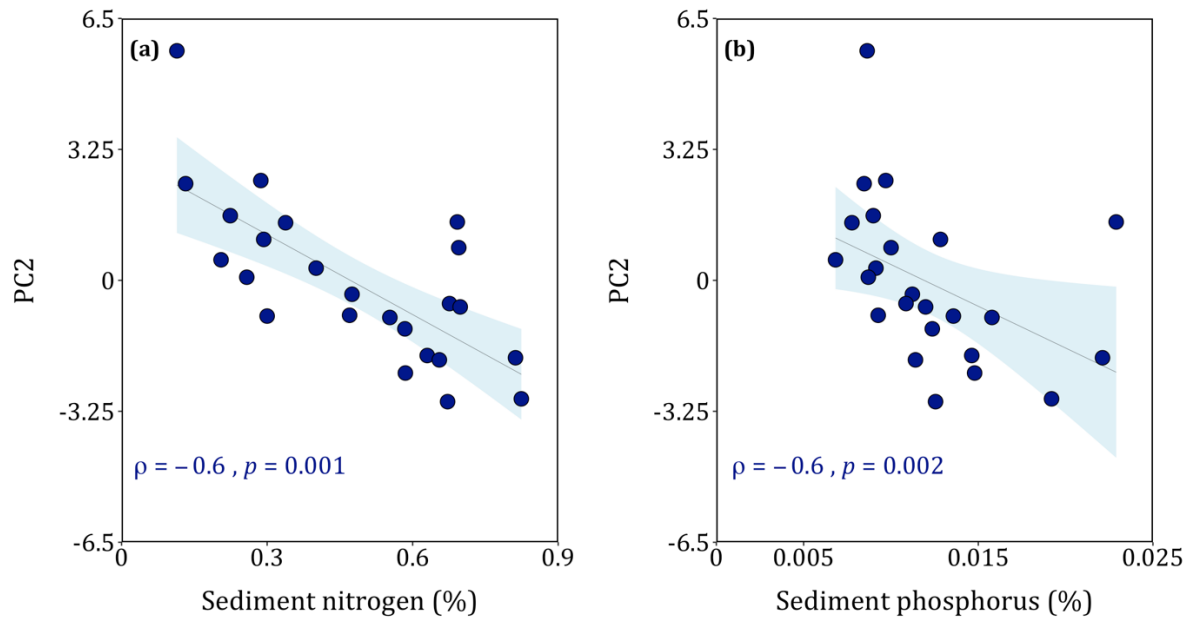 6.5
(a)
3.25
0
-3.25
-6.5
PC2
ρ = – 0.6 , p = 0.001
0
0.3
0.6
0.9
Sediment nitrogen (%)
6.5
(b)
3.25
0
-3.25
-6.5
PC2
ρ = – 0.6 , p = 0.002
0
0.005
0.015
0.025
Sediment phosphorus (%)